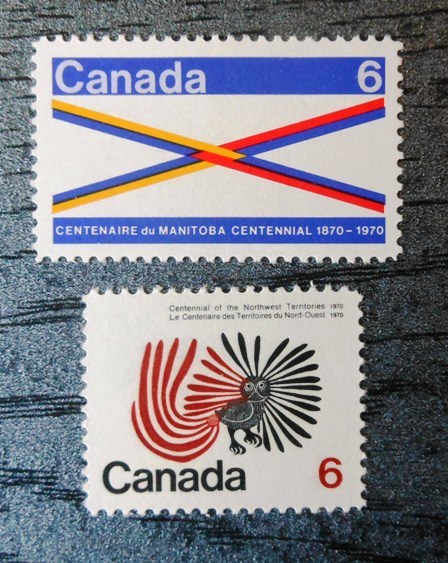 Canada 6
CENTENAIRE du MANITOBA CENTENNIAL 1870-1970
Centennial of the Northwest Territories 1970
Le Centenaire des Territoires du Nord-Ouest 1970
Canada 6